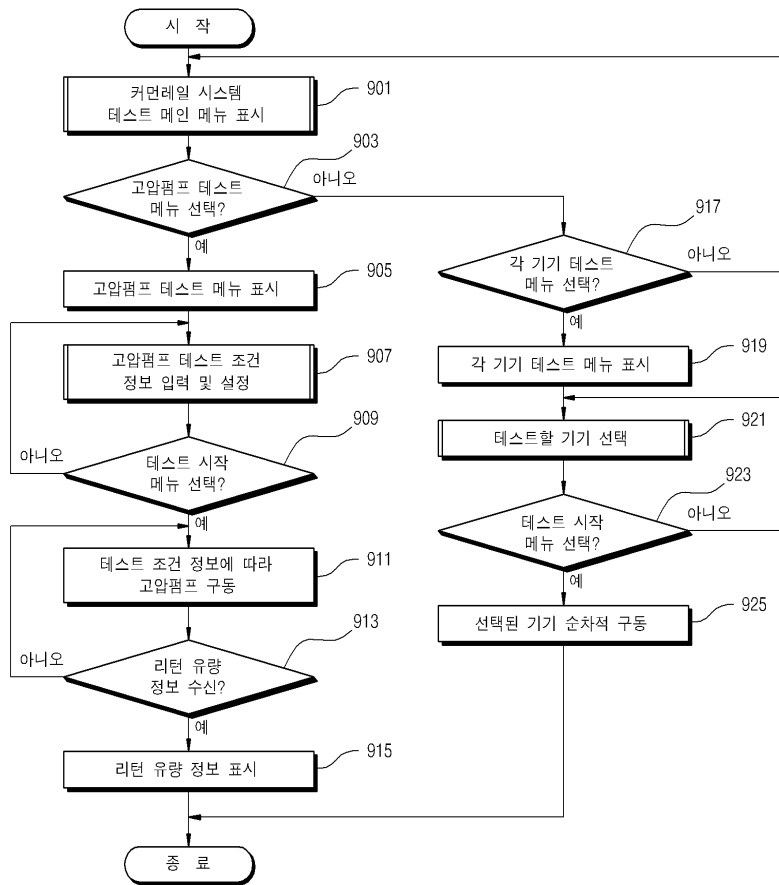 시 작
커먼레일 시스템
테스트 메인 메뉴 표시
901
903
고압펌프 테스트
메뉴 선택?
아니오
예
905
고압펌프 테스트 메뉴 표시
907
고압펌프 테스트 조건
정보 입력 및 설정
909
테스트 시작
메뉴 선택?
아니오
예
911
테스트 조건 정보에 따라
고압펌프 구동
913
리턴 유량
정보 수신?
아니오
예
915
리턴 유량 정보 표시
종 료
917
각 기기 테스트
메뉴 선택?
아니오
예
919
각 기기 테스트 메뉴 표시
921
테스트할 기기 선택
923
테스트 시작
메뉴 선택?
아니오
예
925
선택된 기기 순차적 구동